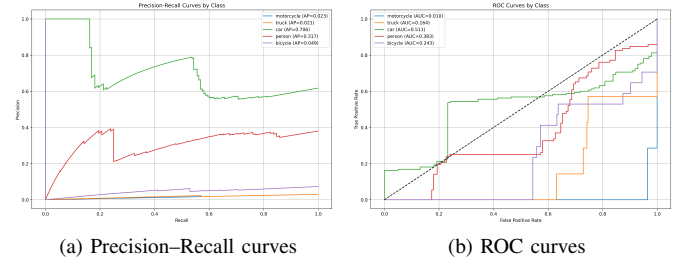 Precision-Recall Curves by Class
motorcycle (AP=0.023)
truck (AP=0.021)
car (AP=0.706)
person (AP=0.317)
bicycle (AP=0.049)
1.0
0.8
0.6
0.4
0.2
0.0
Precision
0.0 0.2 0.4 0.6 0.8 1.0
Recall
(a) Precision–Recall curves
ROC Curves by Class
motorcycle (AUC=0.010)
truck (AUC=0.164)
car (AUC=0.511)
person (AUC=0.303)
bicycle (AUC=0.243)
1.0
0.8
0.6
0.4
0.2
0.0
True Positive Rate
0.0 0.2 0.4 0.6 0.8 1.0
False Positive Rate
(b) ROC curves